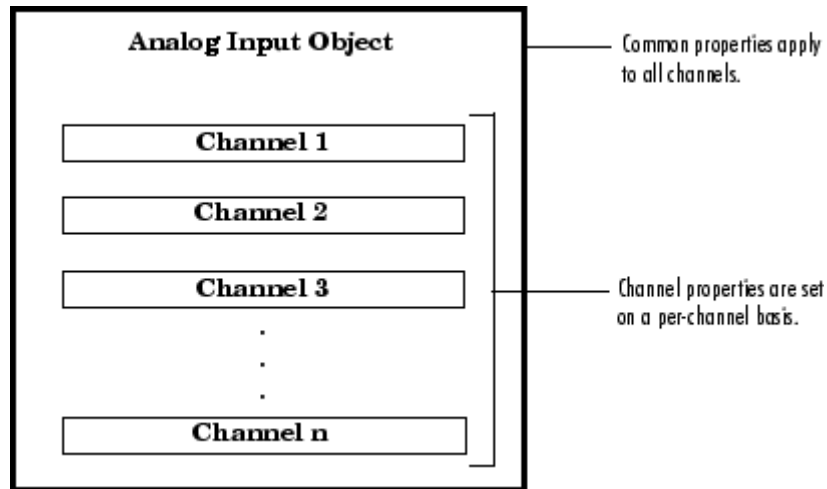 Analog Input Object
Common properties apply
to all channels.
Channel 1
Channel 2
Channel 3
Channel properties are set
on a per-channel basis.
.
.
.
Channel n